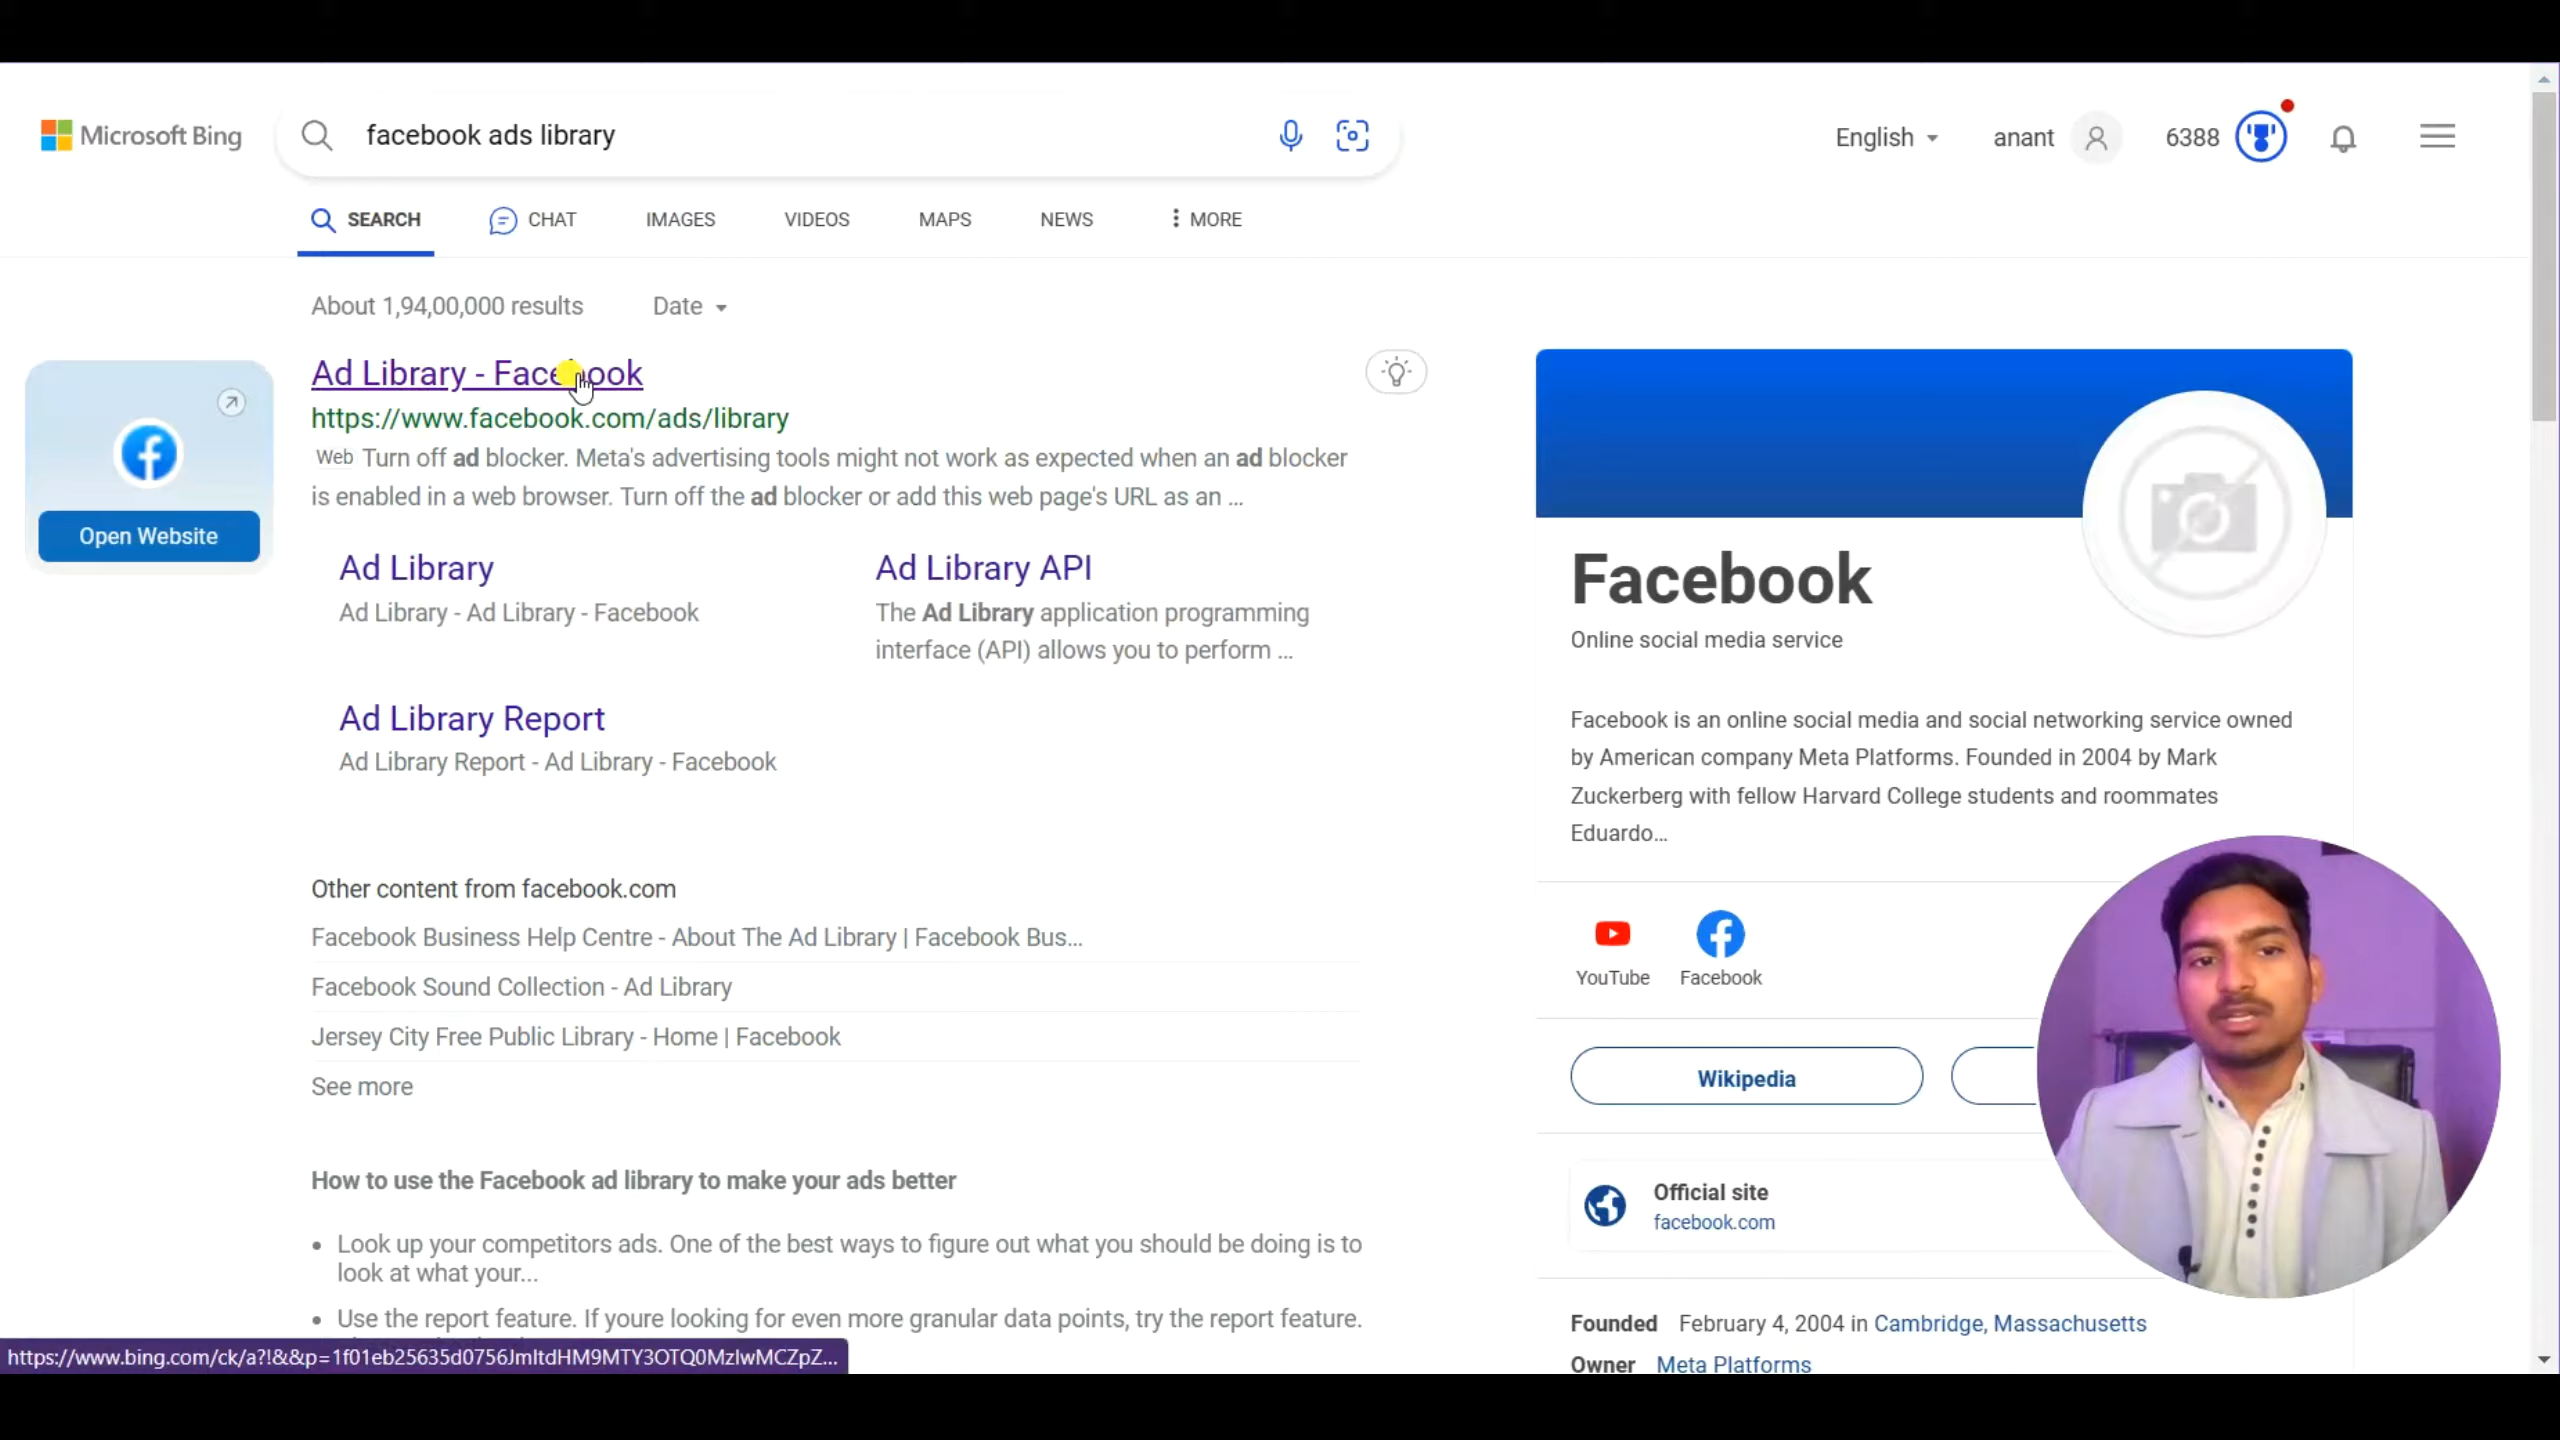 Microsoft Bing
facebook ads library
English
anant
6388
SEARCH
CHAT
IMAGES
VIDEOS
MAPS
NEWS
MORE
About 1,94,00,000 results
Date
Ad Library - Facebook
https://www.facebook.com/ads/library
Web Turn off ad blocker. Meta's advertising tools might not work as expected when an ad blocker
is enabled in a web browser. Turn off the ad blocker or add this web page's URL as an ...
Open Website
Ad Library
Ad Library - Ad Library - Facebook
Ad Library API
The Ad Library application programming
interface (API) allows you to perform ...
Ad Library Report
Ad Library Report - Ad Library - Facebook
Other content from facebook.com
Facebook Business Help Centre - About The Ad Library | Facebook Bus...
Facebook Sound Collection - Ad Library
Jersey City Free Public Library - Home | Facebook
See more
How to use the Facebook ad library to make your ads better
• Look up your competitors ads. One of the best ways to figure out what you should be doing is to
look at what your...
• Use the report feature. If youre looking for even more granular data points, try the report feature.
https://www.bing.com/ck/a?!&&p=1f01eb25635d0756JmltdHM9MTY3OTQ0MzIwMCZpZ...
Facebook
Online social media service
Facebook is an online social media and social networking service owned
by American company Meta Platforms. Founded in 2004 by Mark
Zuckerberg with fellow Harvard College students and roommates
Eduardo...
YouTube
Facebook
Wikipedia
Official site
facebook.com
Founded February 4, 2004 in Cambridge, Massachusetts
Owner Meta Platforms